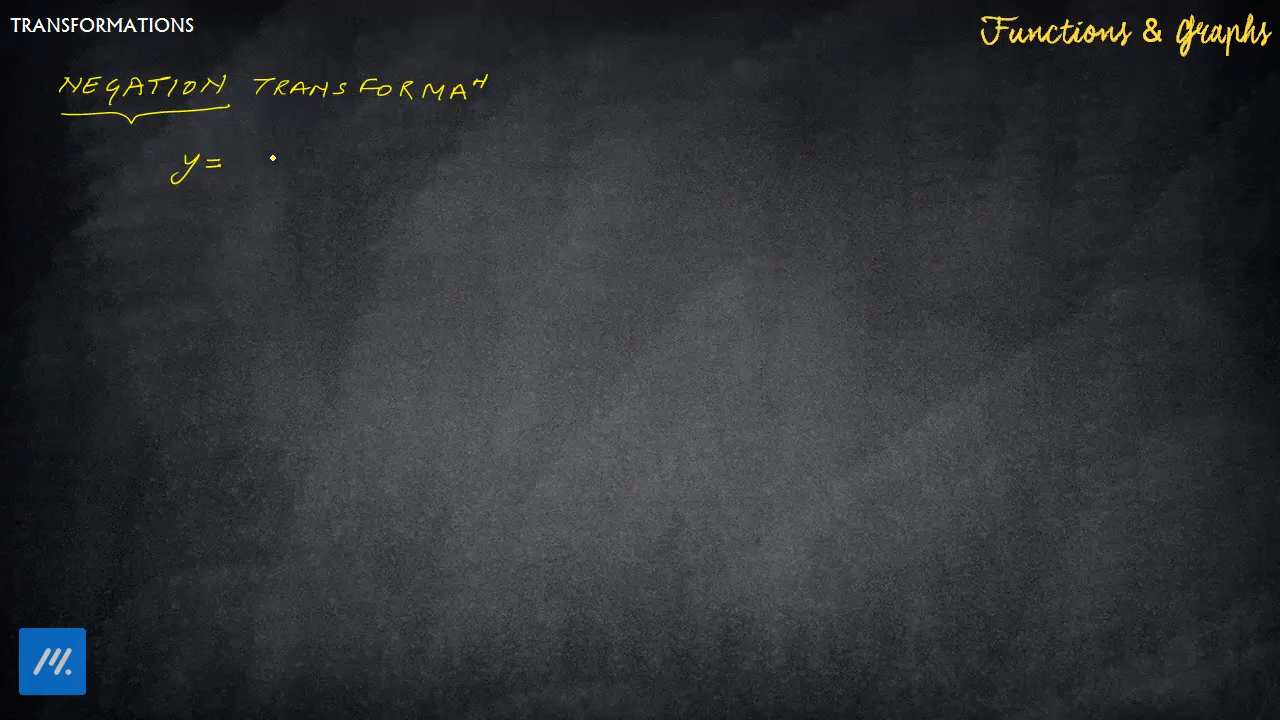 TRANSFORMATIONS
Functions & Graphs
NEGATION TRANSFORMAⁿ
y =